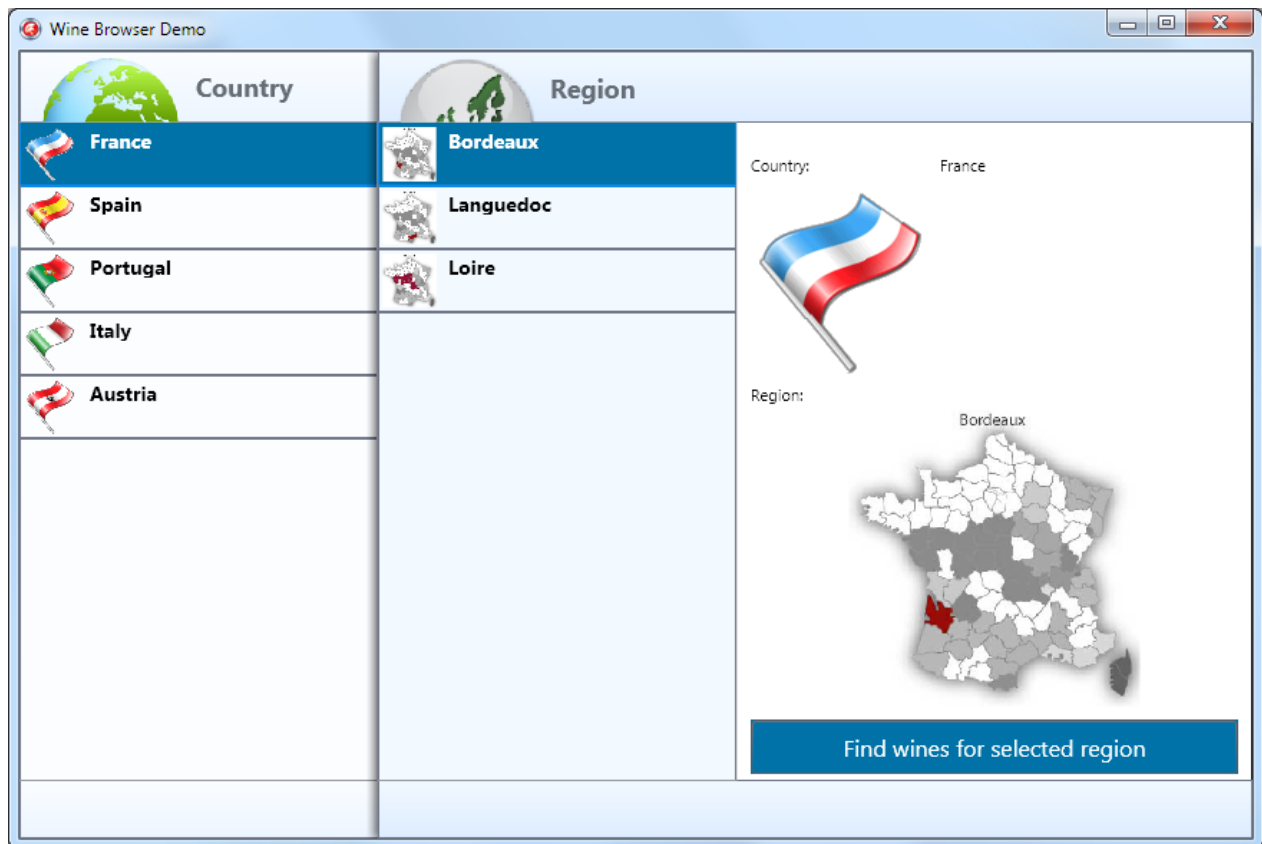 Wine Browser Demo
Country
Region
France
Spain
Portugal
Italy
Austria
Bordeaux
Languedoc
Loire
Country: France
Region:
Bordeaux
Find wines for selected region